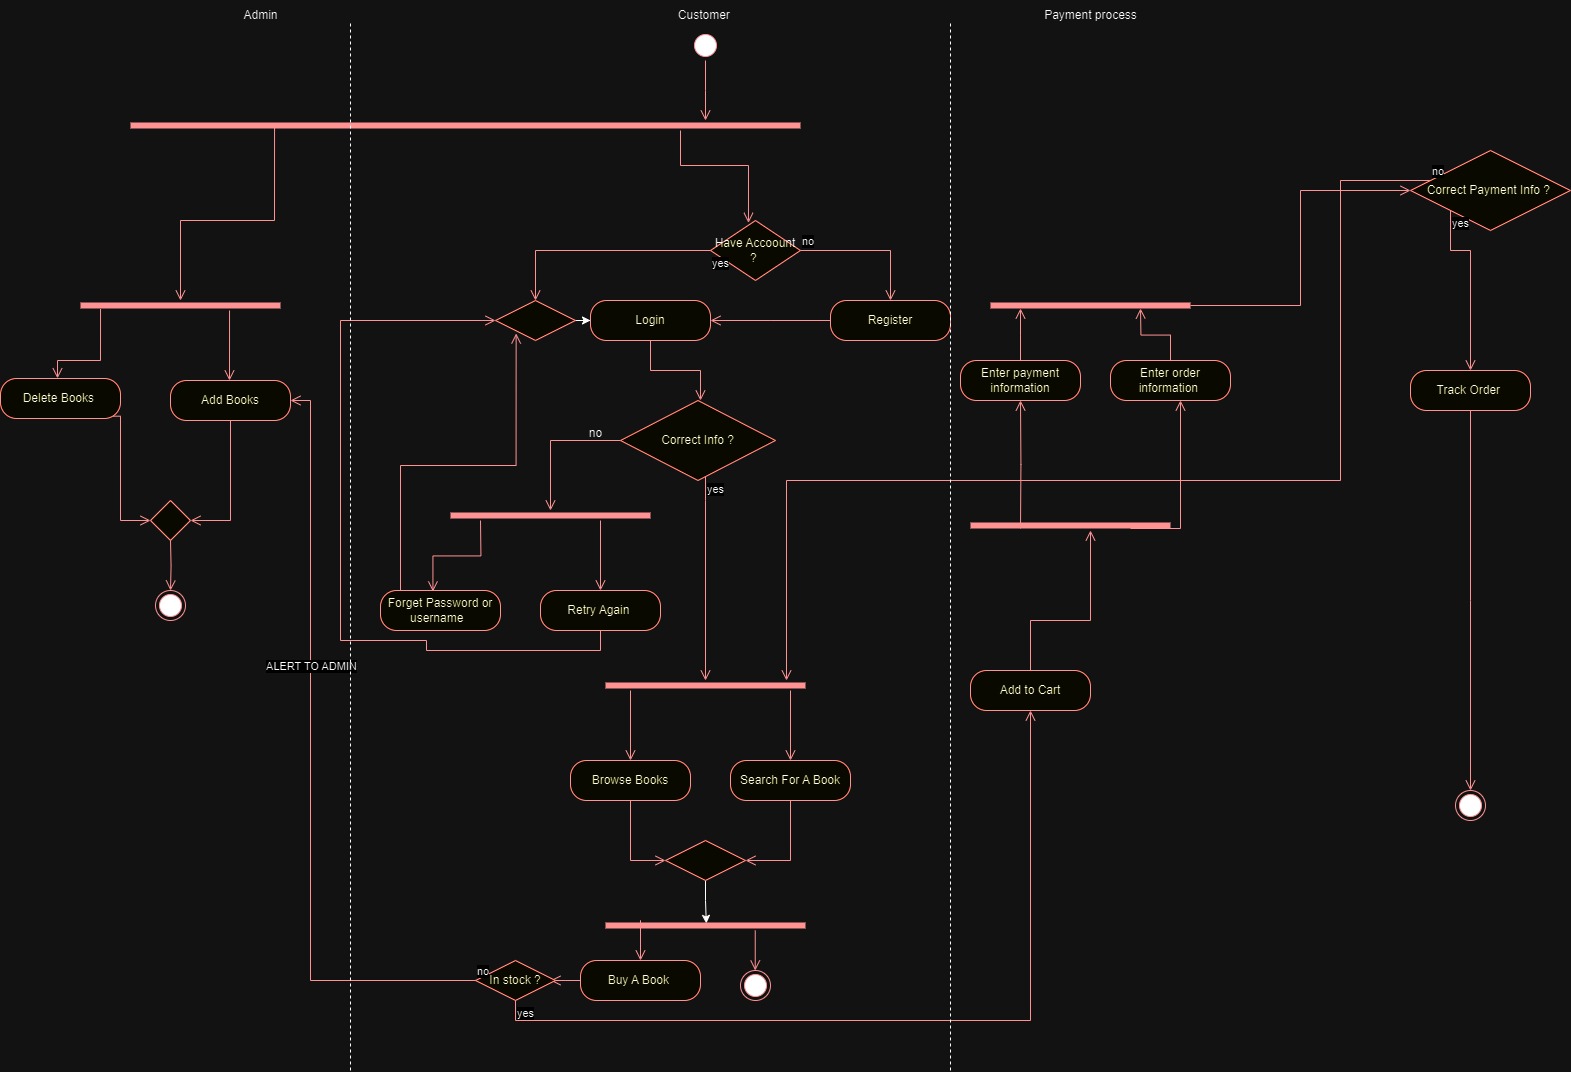 Admin
Customer
Payment process
no
Correct Payment Info ?
yes
Have Accoount
?
no
yes
Login
Register
Enter payment
information
Enter order
information
Delete Books
Add Books
Track Order
no
Correct Info ?
yes
Forget Password or
username
Retry Again
ALERT TO ADMIN
Add to Cart
Browse Books
Search For A Book
no
In stock ?
Buy A Book
yes